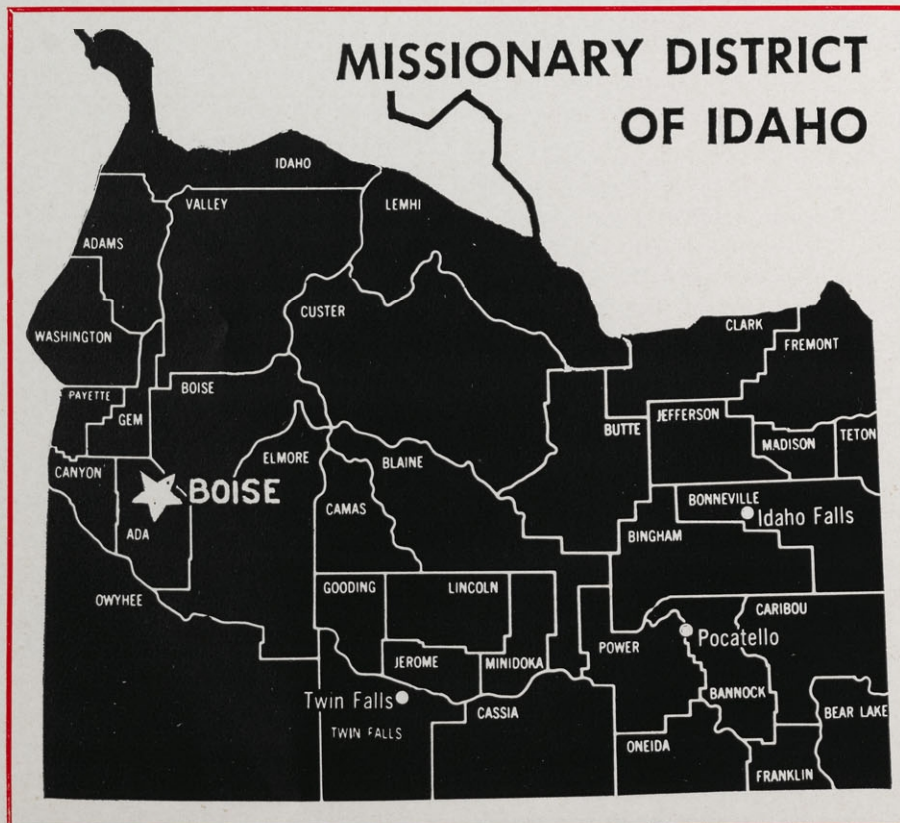 MISSIONARY DISTRICT
OF IDAHO
IDAHO
VALLEY
LEMHI
ADAMS
CUSTER
WASHINGTON
CLARK
FREMONT
BOISE
PAYETTE
GEM
JEFFERSON
BUTTE
MADISON
TETON
ELMORE
BLAINE
CANYON
BOISE
BONNEVILLE
CAMAS
Idaho Falls
ADA
BINGHAM
GOODING
LINCOLN
OWYHEE
CARIBOU
Pocatello
POWER
JEROME
MINIDOKA
BANNOCK
Twin Falls
CASSIA
BEAR LAKE
TWIN FALLS
ONEIDA
FRANKLIN